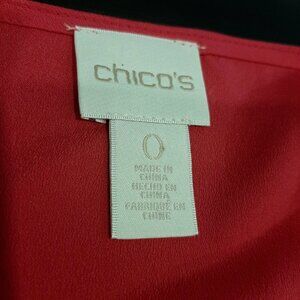 chico's
0
MADE IN
CHINA
HECHO EN
CHINA
FABRIQUÉ EN
CHINE